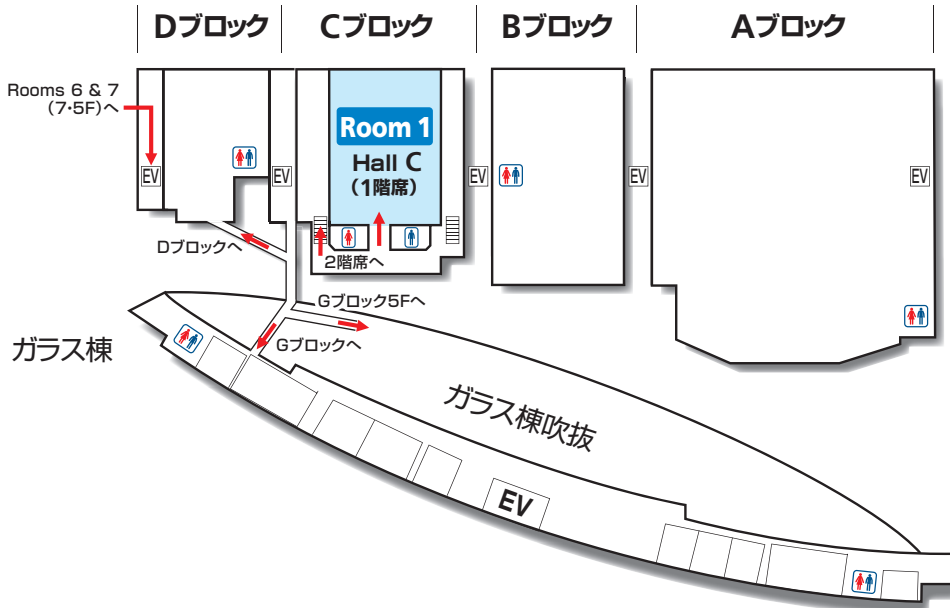 Dブロック
Cブロック
Bブロック
Aブロック
Rooms 6 & 7
(7・5F)へ
Room 1
Hall C
(1階席)
EV
EV
EV
EV
EV
Dブロックへ
2階席へ
Gブロック5Fへ
Gブロックへ
ガラス棟
ガラス棟吹抜
EV